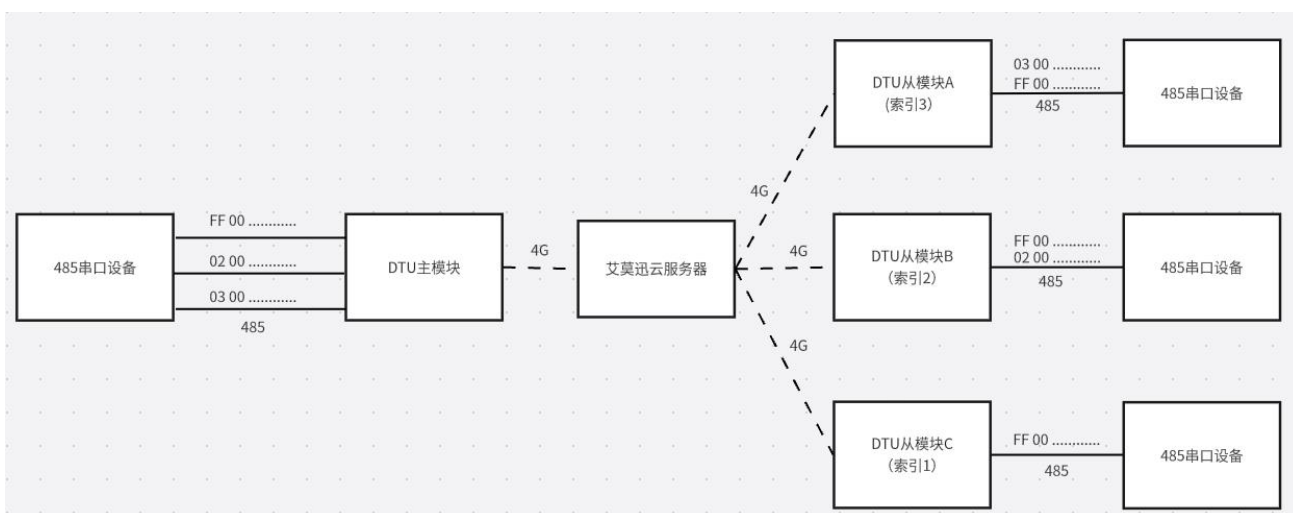 485串口设备
FF 00 ............
02 00 ............
03 00 ............
485
DTU主模块
4G
艾莫迅云服务器
4G
4G
4G
DTU从模块A
(索引3）
03 00 ............
FF 00 ............
485
485串口设备
DTU从模块B
（索引2）
FF 00 ............
02 00 ............
485
485串口设备
DTU从模块C
（索引1）
FF 00 ............
485
485串口设备